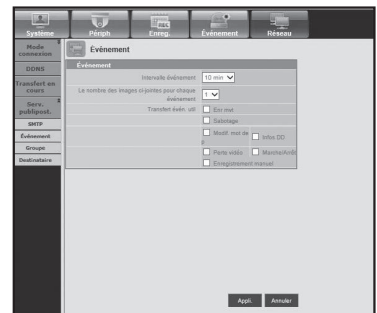 Système
Périph
REC
Enreg.
Événement
Réseau
Mode connexion
DDNS
Transfert en cours
Serv. publipost.
SMTP
Événement
Groupe
Destinataire
Événement
Événement
Intervalle événement
10 min
Le nombre des images ci-jointes pour chaque événement
1
Transfert évén. util
Enr mot
Sabotage
Modif. mot de p
Infos DD
Perte vidéo
Marche/Arrêt
Enregistrement manuel
Appli.
Annuler